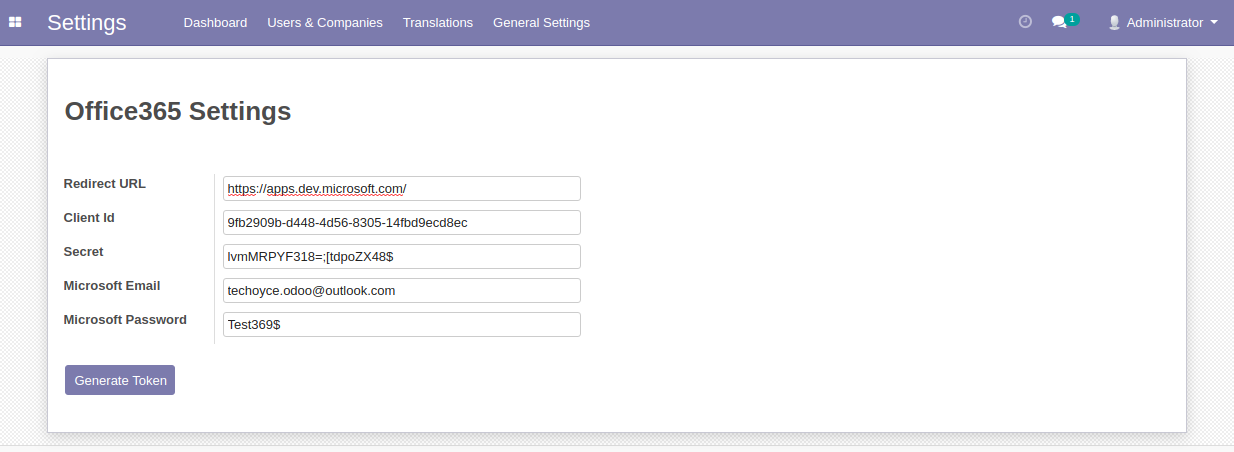 Settings Dashboard Users & Companies Translations General Settings 1 Administrator
Office365 Settings
Redirect URL https://apps.dev.microsoft.com/
Client Id 9fb2909b-d448-4d56-8305-14fbd9ecd8ec
Secret lvmMRPYF318=;[tdpoZX48$
Microsoft Email techoyce.odoo@outlook.com
Microsoft Password Test369$
Generate Token